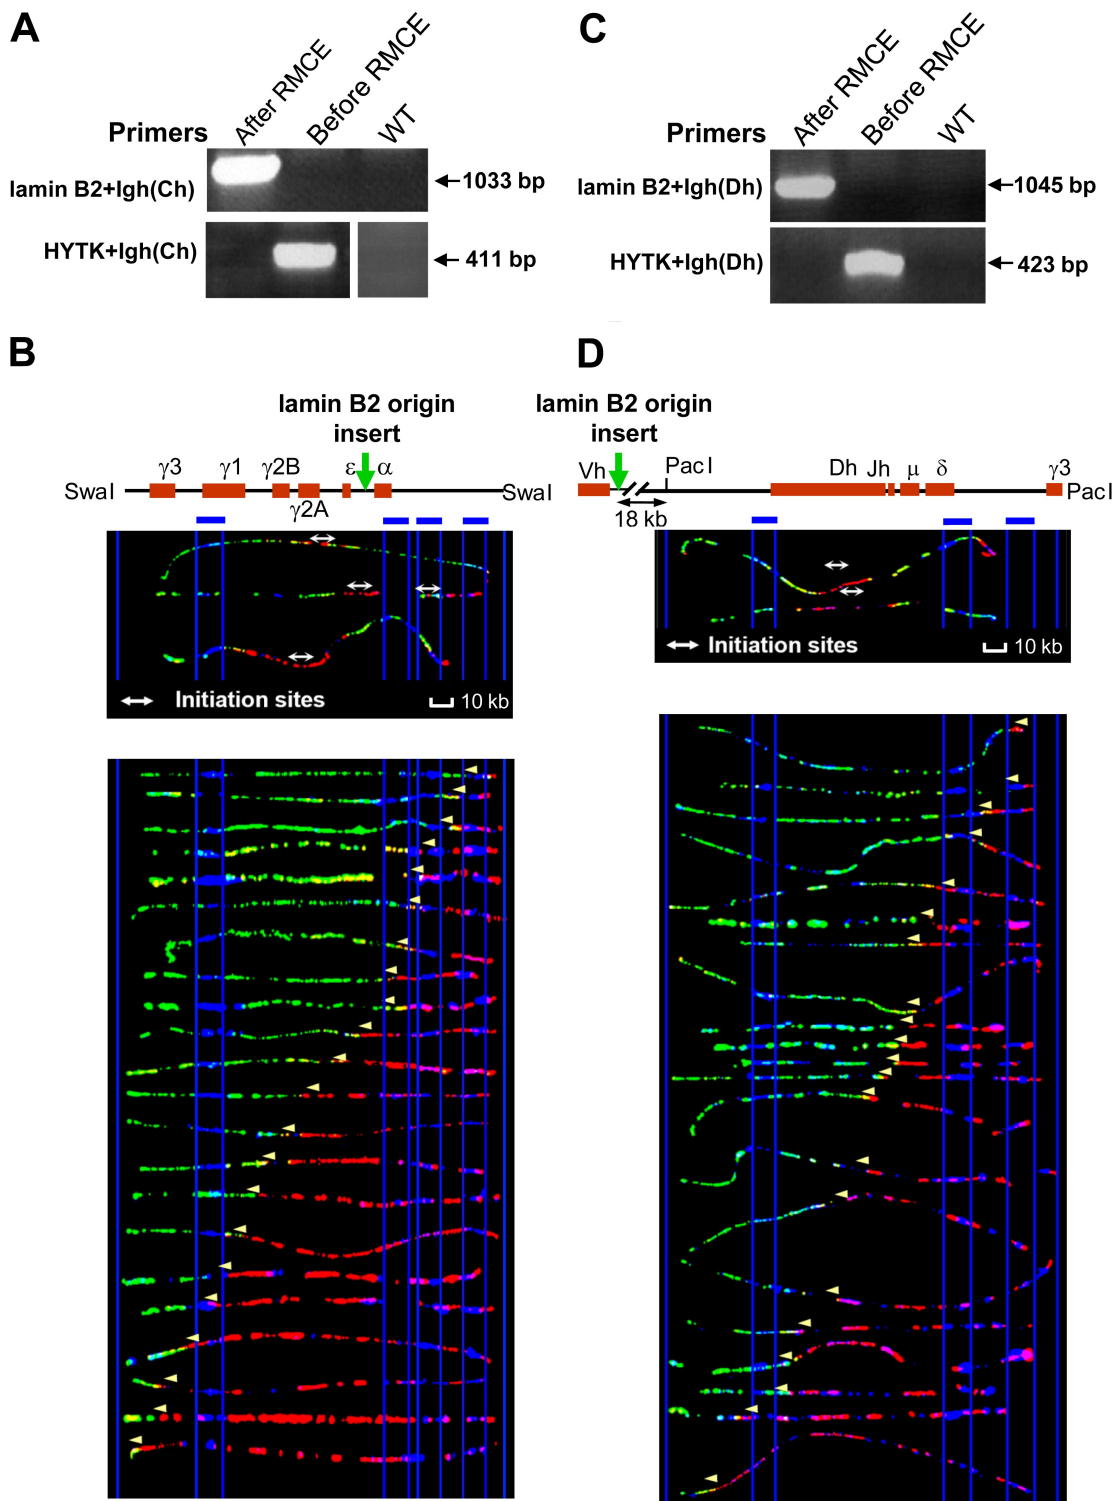 A
After RMCE
Before RMCE
WT
Primers
lamin B2+Igh(Ch)
1033 bp
HYTK+Igh(Ch)
411 bp
C
After RMCE
Before RMCE
WT
Primers
lamin B2+Igh(Dh)
1045 bp
HYTK+Igh(Dh)
423 bp
B
lamin B2 origin
insert
γ3
γ1
γ2B
γ2A
ε
α
SwaI
SwaI
Initiation sites
10 kb
D
lamin B2 origin
insert
Vh
PacI
Dh
Jh
μ
δ
γ3
PacI
18 kb
Initiation sites
10 kb